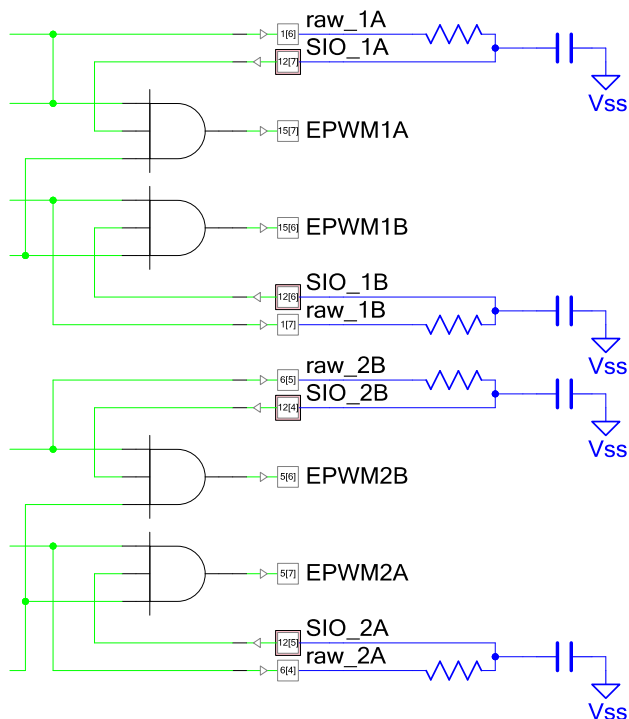 1[6] raw_1A
12[7] SIO_1A
Vss
15[7] EPWM1A
15[6] EPWM1B
12[6] SIO_1B
1[7] raw_1B
Vss
6[5] raw_2B
12[4] SIO_2B
Vss
5[6] EPWM2B
5[7] EPWM2A
12[5] SIO_2A
6[4] raw_2A
Vss